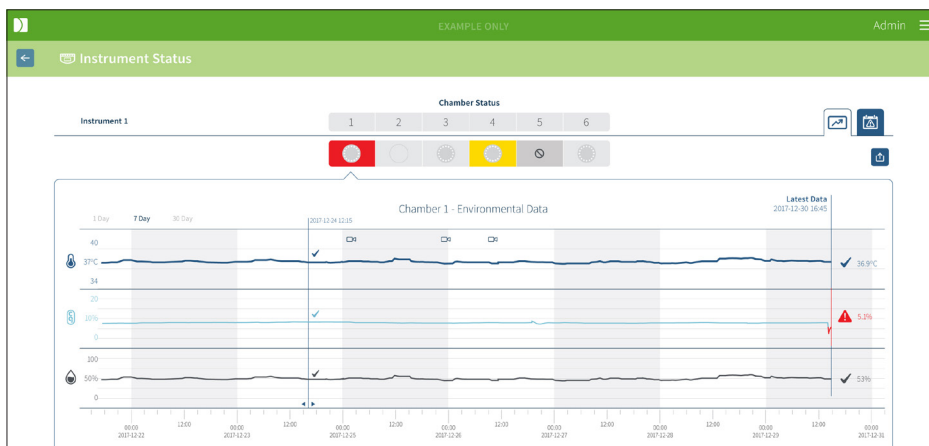 EXAMPLE ONLY
Admin
Instrument Status
Chamber Status
Instrument 1
1 2 3 4 5 6
Latest Data
2017-12-30 16:45
Chamber 1 - Environmental Data
1 Day 7 Day 30 Day
2017-12-24 12:15
40
37°C
36.9°C
34
20
10%
5.1%
0
100
50%
53%
0
00:00 12:00 00:00 12:00 00:00 12:00 00:00 12:00 00:00 12:00 00:00 12:00 00:00 12:00 00:00
2017-12-22 2017-12-23 2017-12-25 2017-12-26 2017-12-27 2017-12-28 2017-12-29 2017-12-31